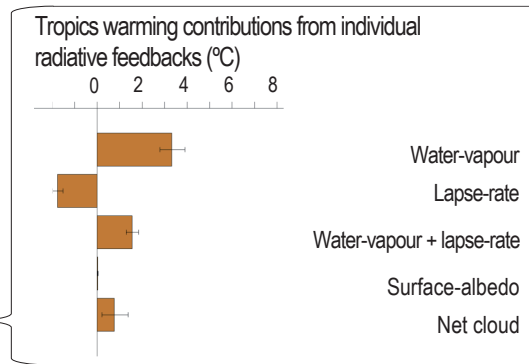 Tropics warming contributions from individual
radiative feedbacks (ºC)
0 2 4 6 8
Water-vapour
Lapse-rate
Water-vapour + lapse-rate
Surface-albedo
Net cloud